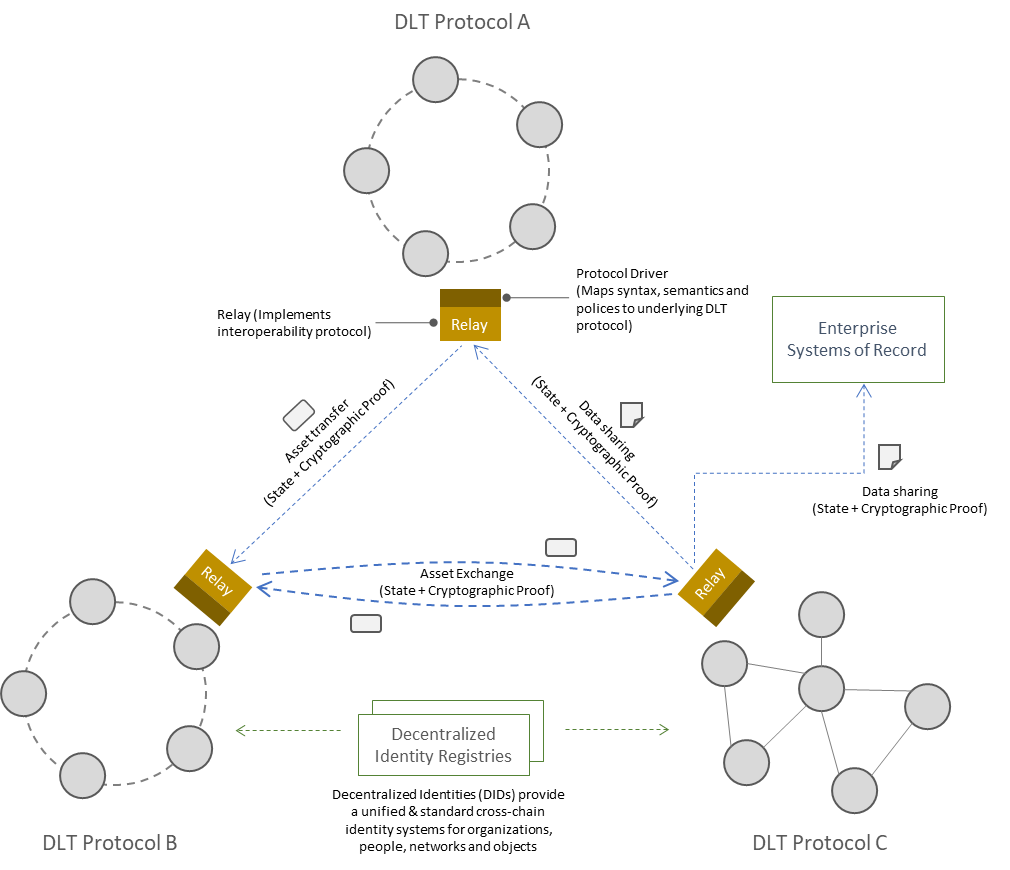 DLT Protocol A
Protocol Driver
(Maps syntax, semantics and
polices to underlying DLT
protocol)
Relay (Implements
interoperability protocol)
Relay
Enterprise
Systems of Record
Asset transfer
(State + Cryptographic Proof)
Data sharing
(State + Cryptographic Proof)
Data sharing
(State + Cryptographic Proof)
Relay
Asset Exchange
(State + Cryptographic Proof)
Relay
Decentralized
Identity Registries
Decentralized Identities (DIDs) provide
a unified & standard cross-chain
identity systems for organizations,
people, networks and objects
DLT Protocol B
DLT Protocol C